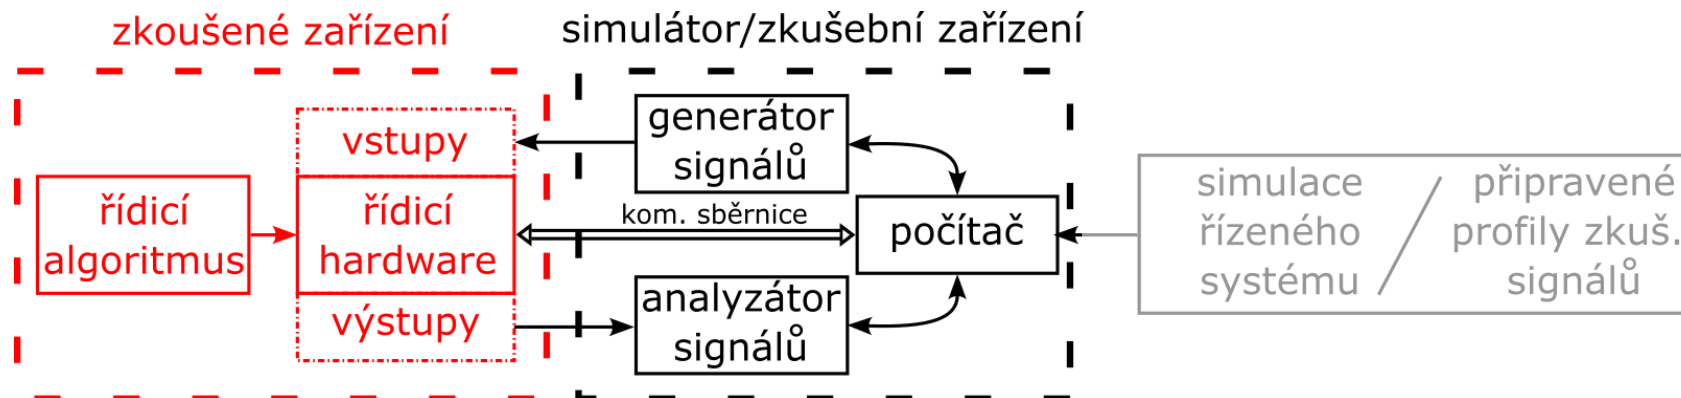 zkoušené zařízení
simulátor/zkušební zařízení
vstupy
řídicí
algoritmus
řídicí
hardware
výstupy
generátor
signálů
kom. sběrnice
počítač
analyzátor
signálů
simulace
řízeného
systému
/
připravené
profily zkuš.
signálů